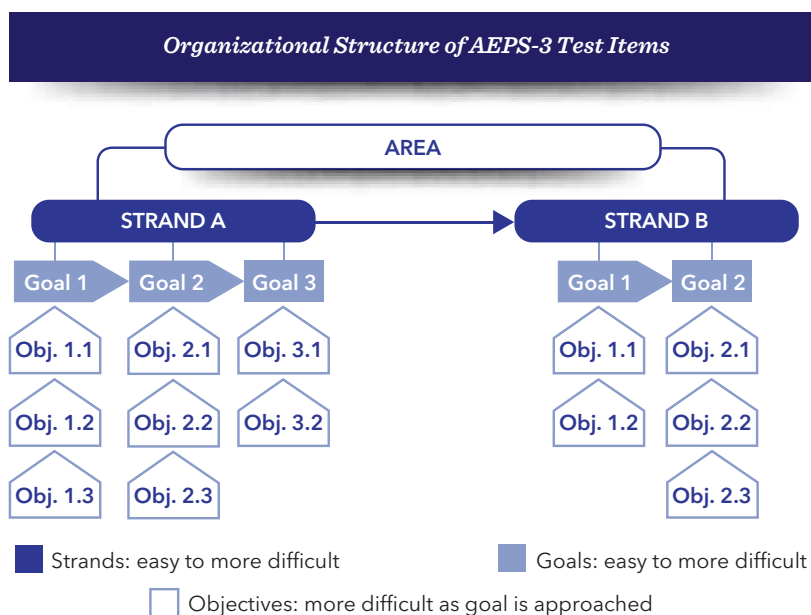 Organizational Structure of AEPS-3 Test Items
AREA
STRAND A
STRAND B
Goal 1
Goal 2
Goal 3
Goal 1
Goal 2
Obj. 1.1
Obj. 2.1
Obj. 3.1
Obj. 1.1
Obj. 2.1
Obj. 1.2
Obj. 2.2
Obj. 3.2
Obj. 1.2
Obj. 2.2
Obj. 1.3
Obj. 2.3
Obj. 2.3
Strands: easy to more difficult
Goals: easy to more difficult
Objectives: more difficult as goal is approached